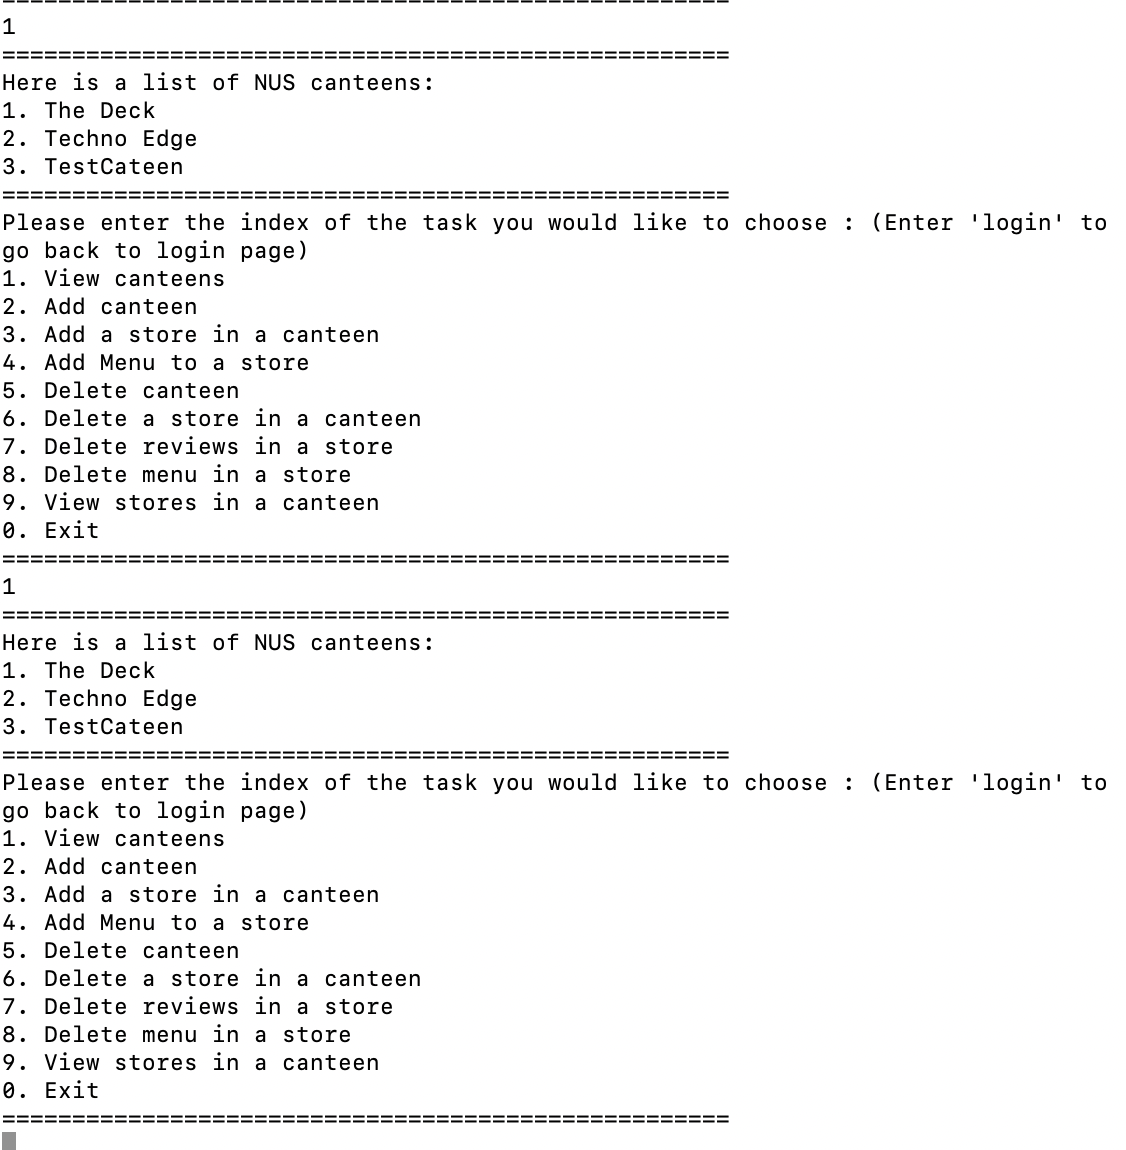 ====================================================
1
====================================================
Here is a list of NUS canteens:
1. The Deck
2. Techno Edge
3. TestCateen
====================================================
Please enter the index of the task you would like to choose : (Enter 'login' to
go back to login page)
1. View canteens
2. Add canteen
3. Add a store in a canteen
4. Add Menu to a store
5. Delete canteen
6. Delete a store in a canteen
7. Delete reviews in a store
8. Delete menu in a store
9. View stores in a canteen
0. Exit
====================================================
1
====================================================
Here is a list of NUS canteens:
1. The Deck
2. Techno Edge
3. TestCateen
====================================================
Please enter the index of the task you would like to choose : (Enter 'login' to
go back to login page)
1. View canteens
2. Add canteen
3. Add a store in a canteen
4. Add Menu to a store
5. Delete canteen
6. Delete a store in a canteen
7. Delete reviews in a store
8. Delete menu in a store
9. View stores in a canteen
0. Exit
====================================================